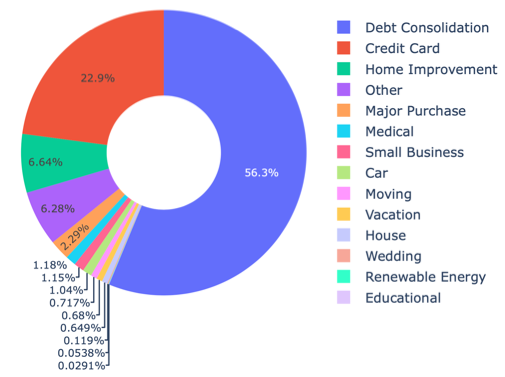 Debt Consolidation
Credit Card
Home Improvement
Other
Major Purchase
Medical
Small Business
Car
Moving
Vacation
House
Wedding
Renewable Energy
Educational
56.3%
22.9%
6.64%
6.28%
2.29%
1.18%
1.15%
1.04%
0.717%
0.68%
0.649%
0.119%
0.0538%
0.0291%